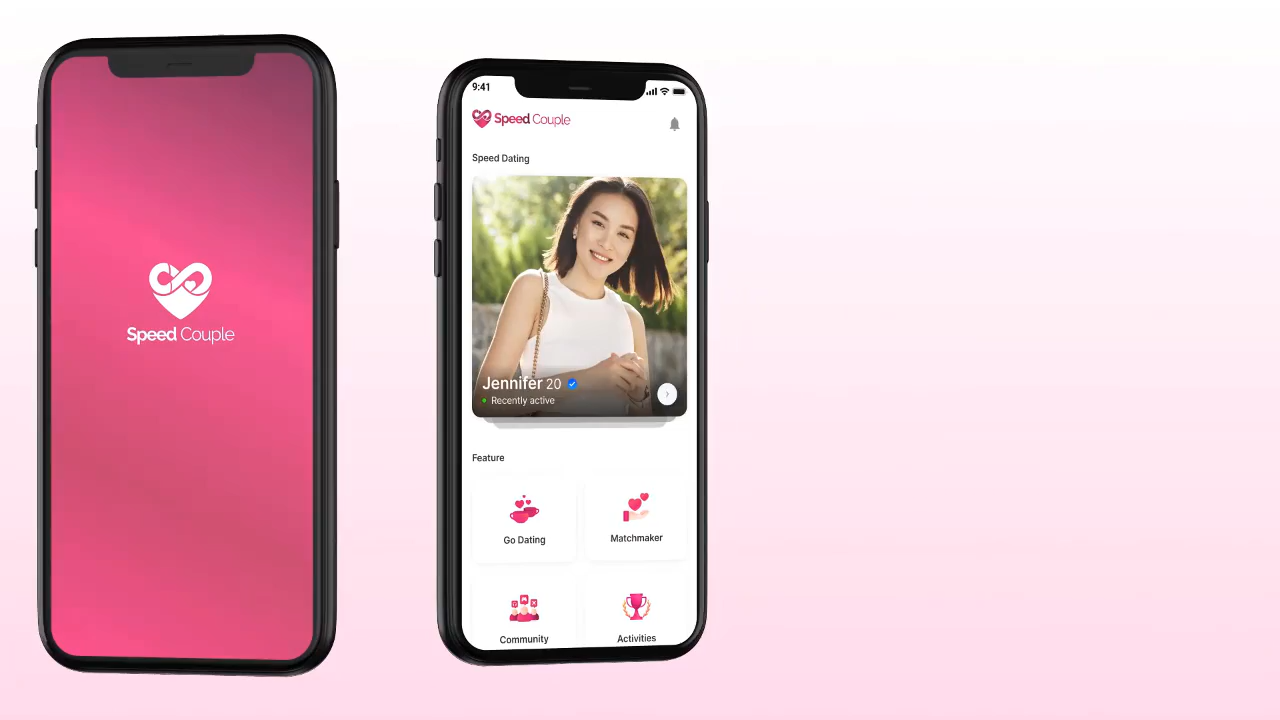 Speed Couple
9:41
Speed Couple
Speed Dating
Jennifer 20
Recently active
Feature
Go Dating
Matchmaker
Community
Activities